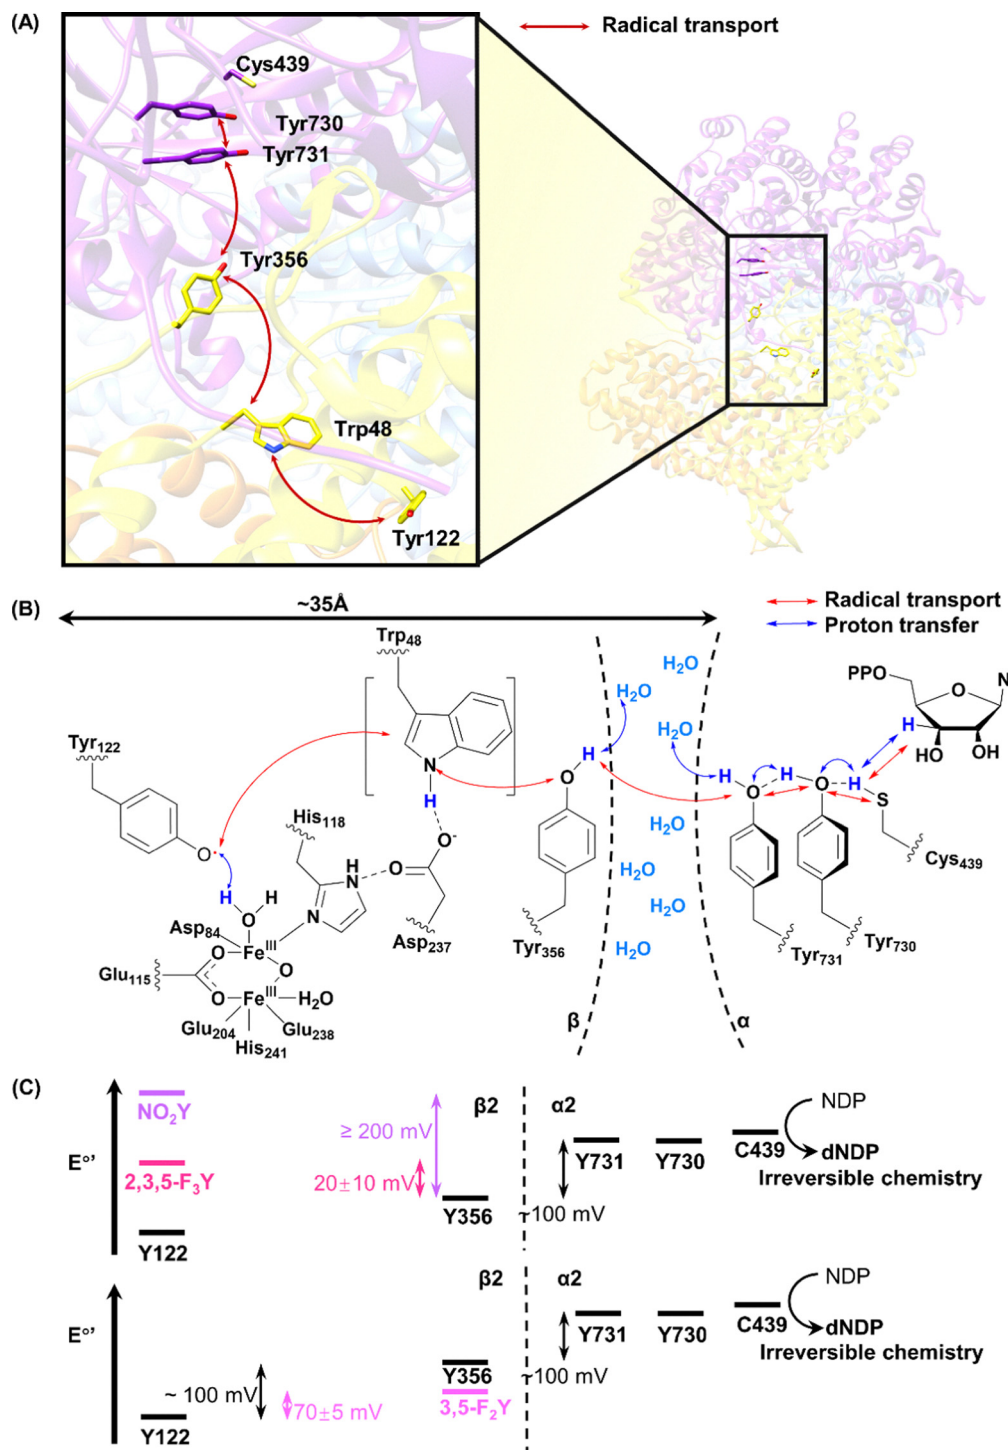 (A)
Radical transport
Cys439
Tyr730
Tyr731
Tyr356
Trp48
Tyr122
(B)
~35Å
Radical transport
Proton transfer
Trp48
H2O
H2O
H2O
PPO
O
N
H
HO
OH
Tyr122
N
H
H
O
H
O
H
H
O
H
S
Cys439
O•
His118
H
N
O
O-
H2O
H
H
O
N
Asp84
FeIII
O
Asp237
Tyr356
H2O
H2O
H2O
Tyr731
Tyr730
Glu115
O
O
FeIII
H2O
Glu204
Glu238
His241
β
α
(C)
NO2Y
β2
α2
NDP
≥ 200 mV
Y731
Y730
C439
dNDP
E°'
2,3,5-F3Y
20±10 mV
Irreversible chemistry
Y356
~100 mV
Y122
β2
α2
NDP
E°'
Y731
Y730
C439
dNDP
Irreversible chemistry
Y356
~100 mV
~ 100 mV
70±5 mV
3,5-F2Y
Y122